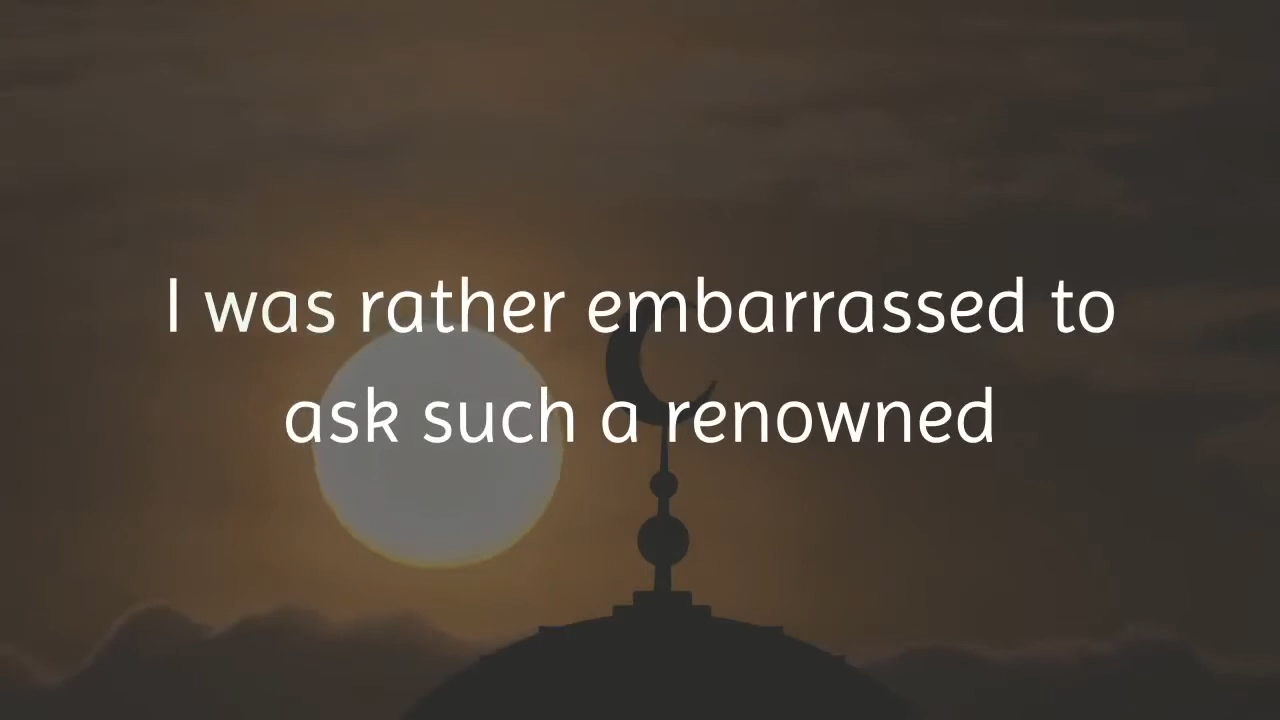 I was rather embarrassed to
ask such a renowned